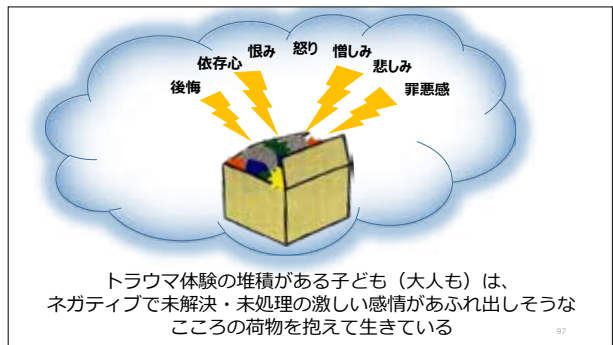 後悔
依存心
恨み
怒り
憎しみ
悲しみ
罪悪感
トラウマ体験の堆積がある子ども（大人も）は、
ネガティブで未解決・未処理の激しい感情があふれ出しそうな
こころの荷物を抱えて生きている
97